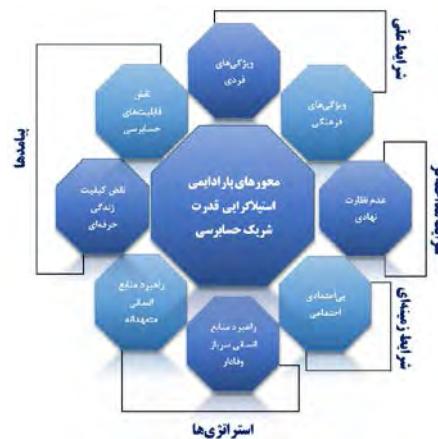 شرایط علّی
ویژگی‌های
فردی
ویژگی‌های
فرهنگی
نقض
قابلیت‌های
حسابرسی
پیامدها
محورهای پارادایمی
استیلاگرایی قدرت
شریک حسابرسی
عدم نظارت
نهادی
نقض کیفیت
زندگی
حرفه‌ای
بی‌اعتمادی
اجتماعی
شرایط زمینه‌ای
راهبرد منابع
انسانی
متعهدانه
راهبرد منابع
انسانی سرباز
وفادار
استراتژی‌ها